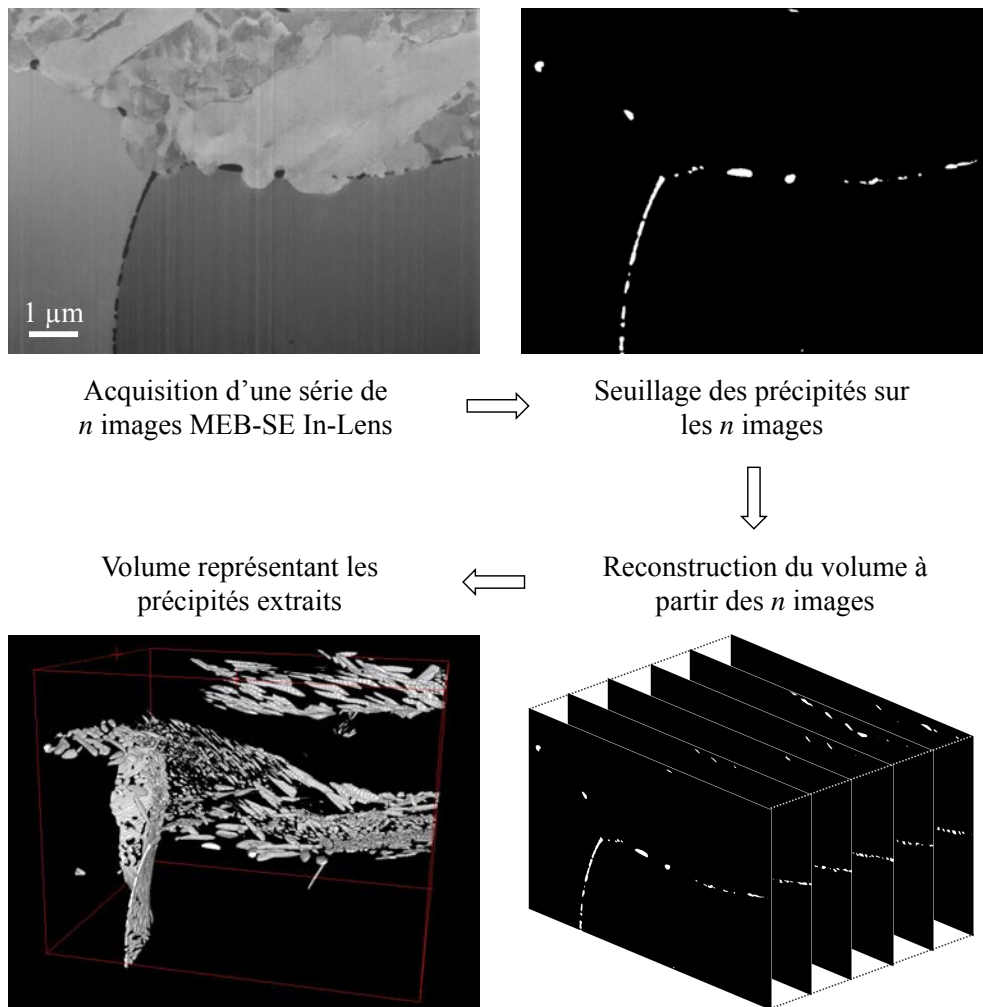 1 µm
Acquisition d’une série de
n images MEB-SE In-Lens
Seuillage des précipités sur
les n images
Volume représentant les
précipités extraits
Reconstruction du volume à
partir des n images